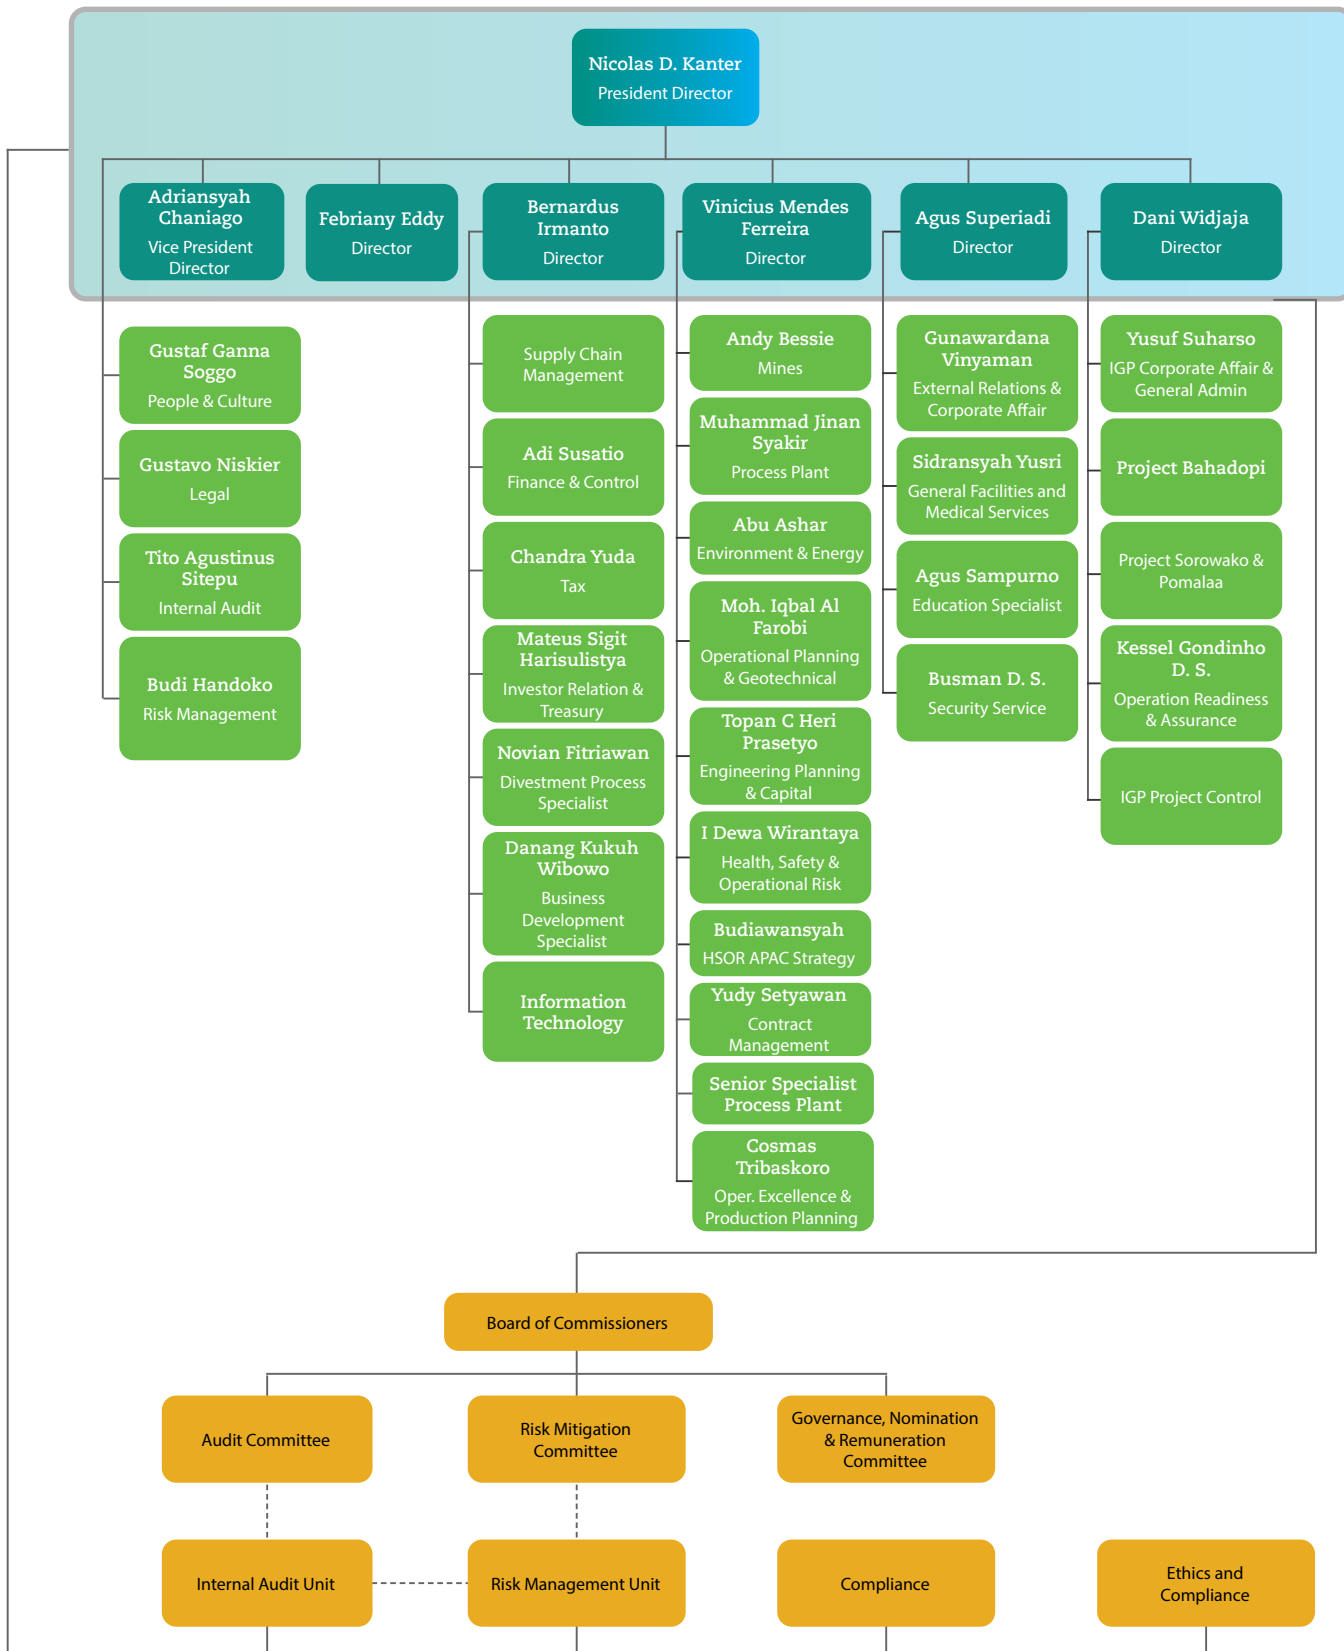 Nicolas D. Kanter
President Director
Adriansyah
Chaniago
Vice President
Director
Febriany Eddy
Director
Bernardus
Irmanto
Director
Vinicius Mendes
Ferreira
Director
Agus Superiadi
Director
Dani Widjaja
Director
Gustaf Ganna
Soggo
People & Culture
Gustavo Niskier
Legal
Tito Agustinus
Sitepu
Internal Audit
Budi Handoko
Risk Management
Supply Chain
Management
Adi Susatio
Finance & Control
Chandra Yuda
Tax
Mateus Sigit
Harisulistya
Investor Relation &
Treasury
Novian Fitriawan
Divestment Process
Specialist
Danang Kukuh
Wibowo
Business
Development
Specialist
Information
Technology
Andy Bessie
Mines
Muhammad Jinan
Syakir
Process Plant
Abu Ashar
Environment & Energy
Moh. Iqbal Al
Farobi
Operational Planning
& Geotechnical
Topan C Heri
Prasetyo
Engineering Planning
& Capital
I Dewa Wirantaya
Health, Safety &
Operational Risk
Budiawansyah
HSOR APAC Strategy
Yudy Setyawan
Contract
Management
Senior Specialist
Process Plant
Cosmas
Tribaskoro
Oper. Excellence &
Production Planning
Gunawardana
Vinyaman
External Relations &
Corporate Affair
Sidransyah Yusri
General Facilities and
Medical Services
Agus Sampurno
Education Specialist
Busman D. S.
Security Service
Yusuf Suharso
IGP Corporate Affair &
General Admin
Project Bahadopi
Project Sorowako &
Pomalaa
Kessel Gondinho
D. S.
Operation Readiness
& Assurance
IGP Project Control
Board of Commissioners
Audit Committee
Risk Mitigation
Committee
Governance, Nomination
& Remuneration
Committee
Internal Audit Unit
Risk Management Unit
Compliance
Ethics and
Compliance